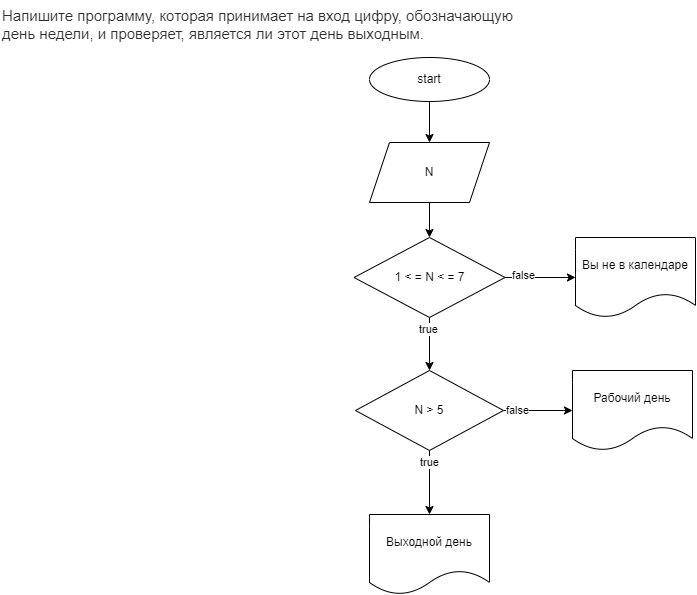 Напишите программу, которая принимает на вход цифру, обозначающую
день недели, и проверяет, является ли этот день выходным.
start
N
1 < = N < = 7
false
Вы не в календаре
true
N > 5
false
Рабочий день
true
Выходной день